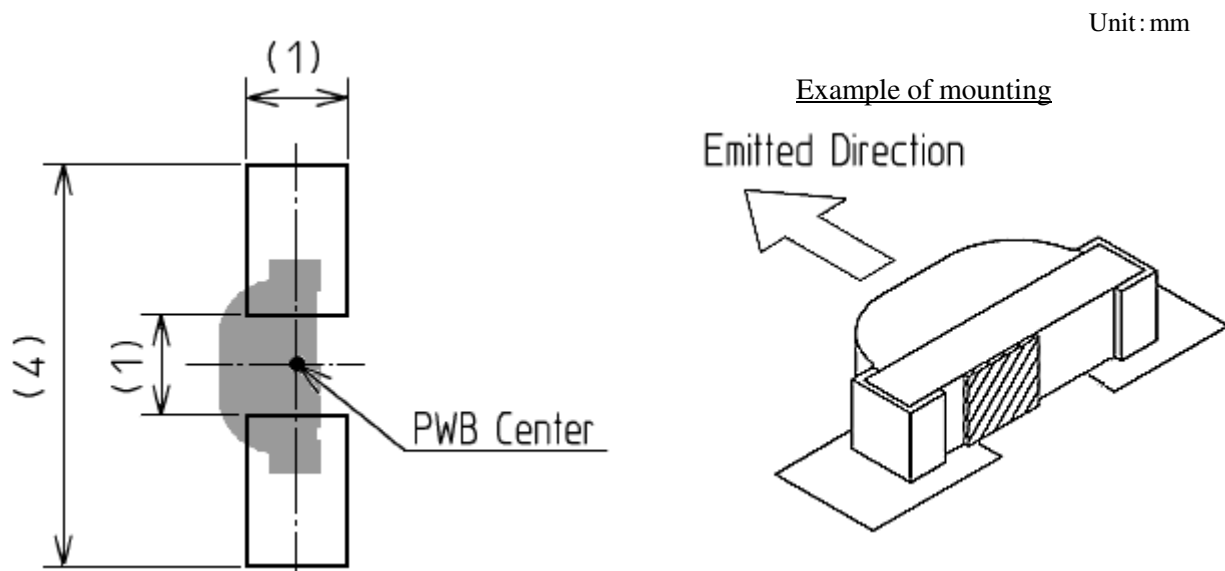 Unit:mm
(1)
Example of mounting
Emitted Direction
(4)
(1)
PWB Center